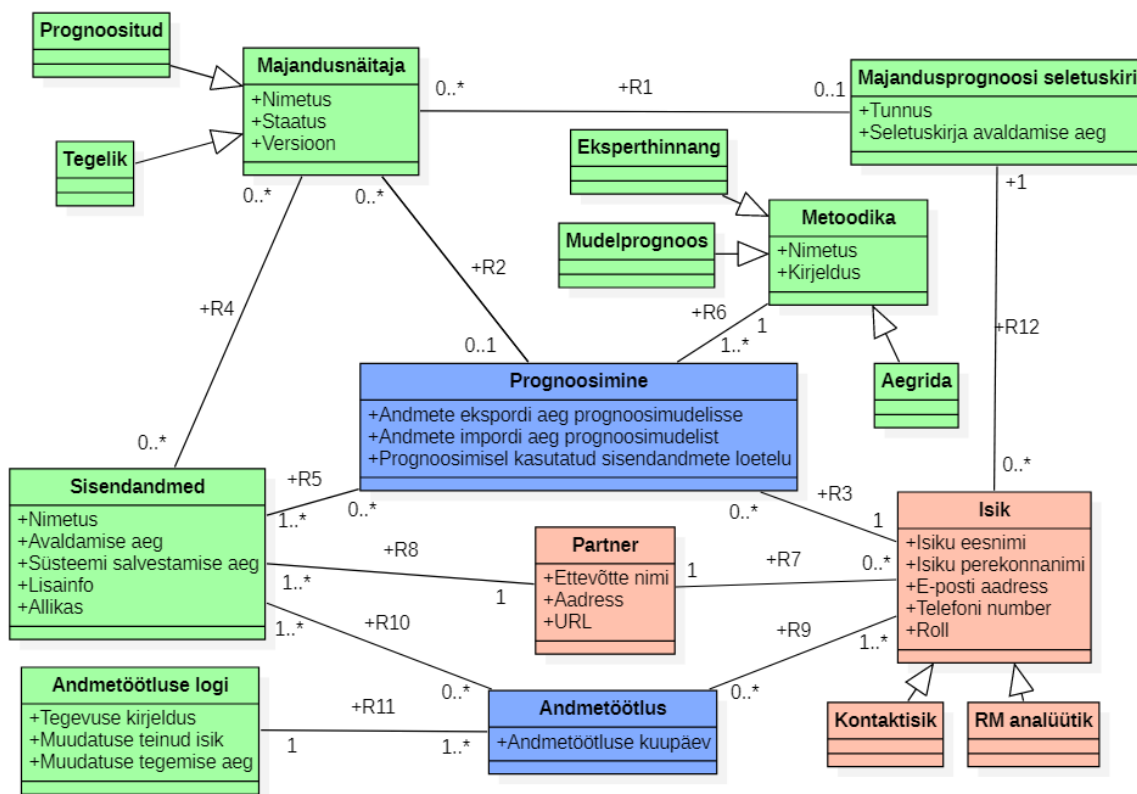 Prognoositud
Majandusnäitaja
+Nimetus
+Staatus
+Versioon
Tegelik
0..*
+R1
0..1
Majandusprognoosi seletuskiri
+Tunnus
+Seletuskirja avaldamise aeg
Eksperthinnang
Mudelprognoos
Metoodika
+Nimetus
+Kirjeldus
Aegrida
0..*
0..*
+1
+R4
+R2
+R6
1
1..*
+R12
0..1
0..*
0..*
Prognoosimine
+Andmete ekspordi aeg prognoosimudelisse
+Andmete impordi aeg prognoosimudelist
+Prognoosimisel kasutatud sisendandmete loetelu
Sisendandmed
+Nimetus
+Avaldamise aeg
+Süsteemi salvestamise aeg
+Lisainfo
+Allikas
+R5
1..*
0..*
0..*
+R3
1
Isik
+Isiku eesnimi
+Isiku perekonnanimi
+E-posti aadress
+Telefoni number
+Roll
+R8
1..*
1
Partner
+Ettevõtte nimi
+Aadress
+URL
1
+R7
0..*
1..*
+R10
0..*
+R9
1..*
0..*
Andmetöötluse logi
+Tegevuse kirjeldus
+Muudatuse teinud isik
+Muudatuse tegemise aeg
+R11
1
1..*
Andmetöötlus
+Andmetöötluse kuupäev
Kontaktisik
RM analüütik